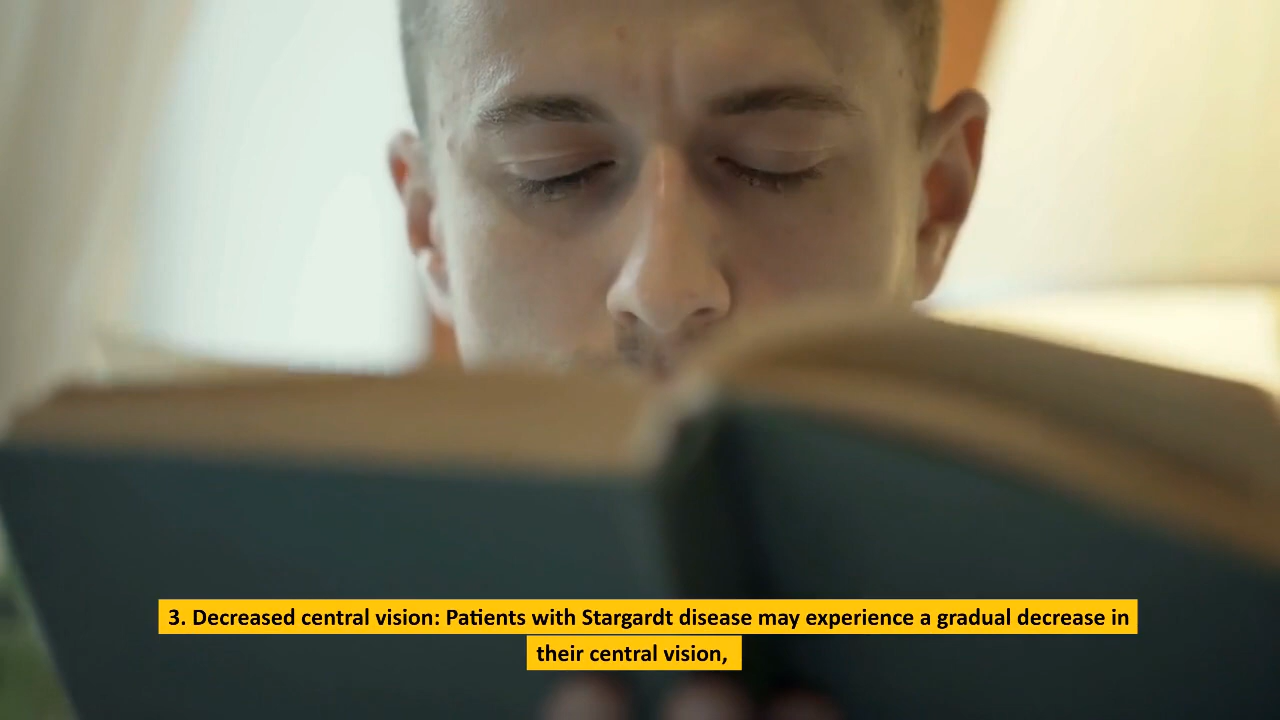 3. Decreased central vision: Patients with Stargardt disease may experience a gradual decrease in
their central vision,